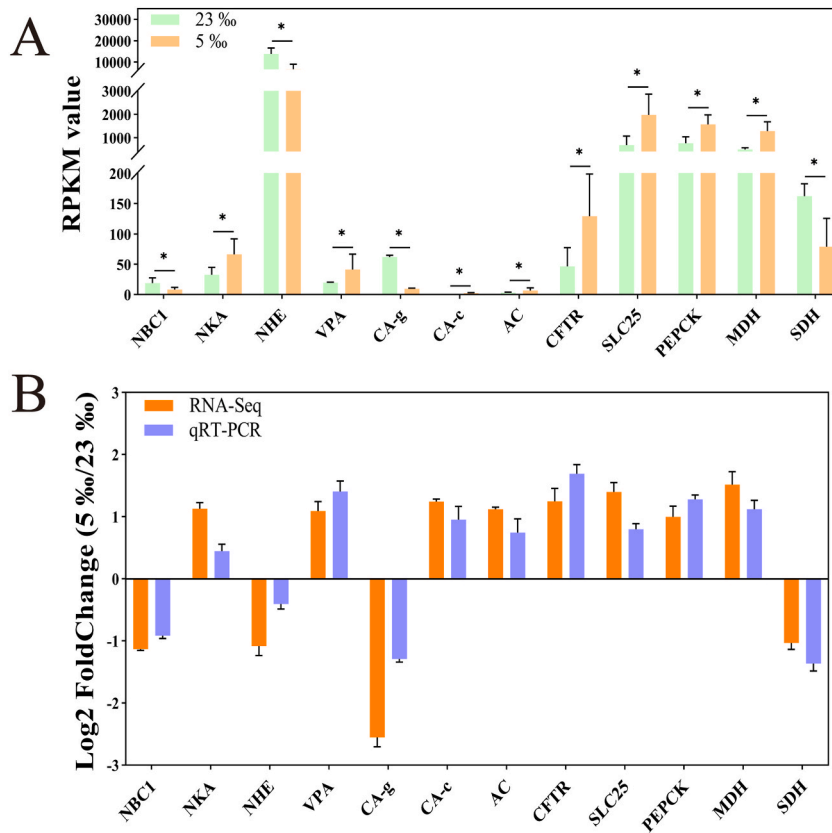 A
23 ‰
5 ‰
RPKM value
30000
20000
10000
3000
2000
1000
200
150
100
50
0
* * * * * * * * * * * *
NBC1 NKA NHE VPA CA-g CA-c AC CFTR SLC25 PEPCK MDH SDH
B
RNA-Seq
qRT-PCR
Log2 FoldChange (5 ‰/23 ‰)
3
2
1
0
-1
-2
-3
NBC1 NKA NHE VPA CA-g CA-c AC CFTR SLC25 PEPCK MDH SDH